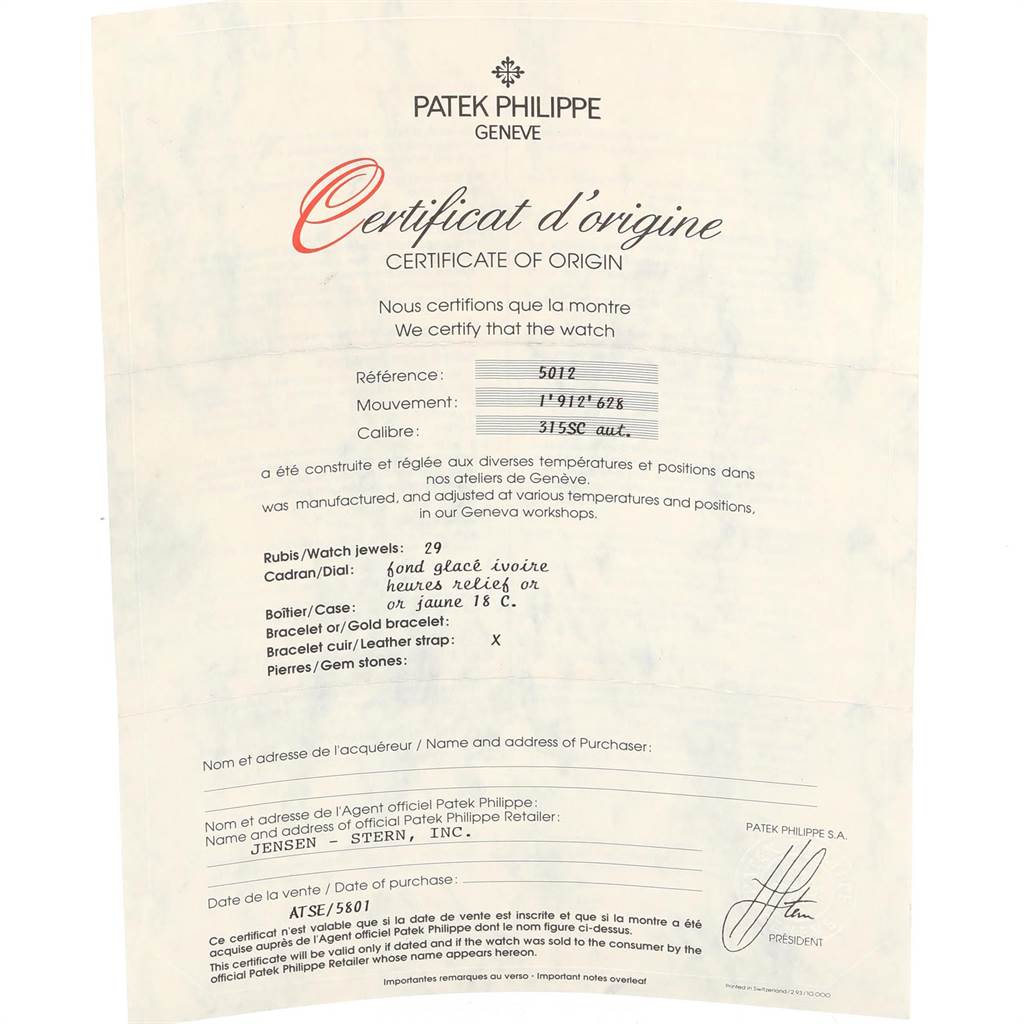 PATEK PHILIPPE
GENEVE
Certificat d'origine
CERTIFICATE OF ORIGIN
Nous certifions que la montre
We certify that the watch
Référence: 5012
Mouvement: 1'912'628
Calibre: 315SC aut.
a été construite et réglée aux diverses températures et positions dans
nos ateliers de Genève.
was manufactured, and adjusted at various temperatures and positions,
in our Geneva workshops.
Rubis/Watch jewels: 29
Cadran/Dial: fond glacé ivoire
heures relief or
Boîtier/Case: or jaune 18 C.
Bracelet or/Gold bracelet:
Bracelet cuir/Leather strap: X
Pierres/Gem stones:
Nom et adresse de l'acquéreur / Name and address of Purchaser:
Nom et adresse de l'Agent officiel Patek Philippe:
Name and address of official Patek Philippe Retailer:
JENSEN - STERN, INC.
Date de la vente / Date of purchase:
ATSE/5801
Ce certificat n'est valable que si la date de vente est inscrite et que si la montre a été
acquise auprès de l'Agent officiel Patek Philippe dont le nom figure ci-dessus.
This certificate will be valid only if dated and if the watch was sold to the consumer by the
official Patek Philippe Retailer whose name appears hereon.
PATEK PHILIPPE S.A.
PRÉSIDENT
Importantes remarques au verso - Important notes overleaf
Printed in Switzerland/2.93/10.000